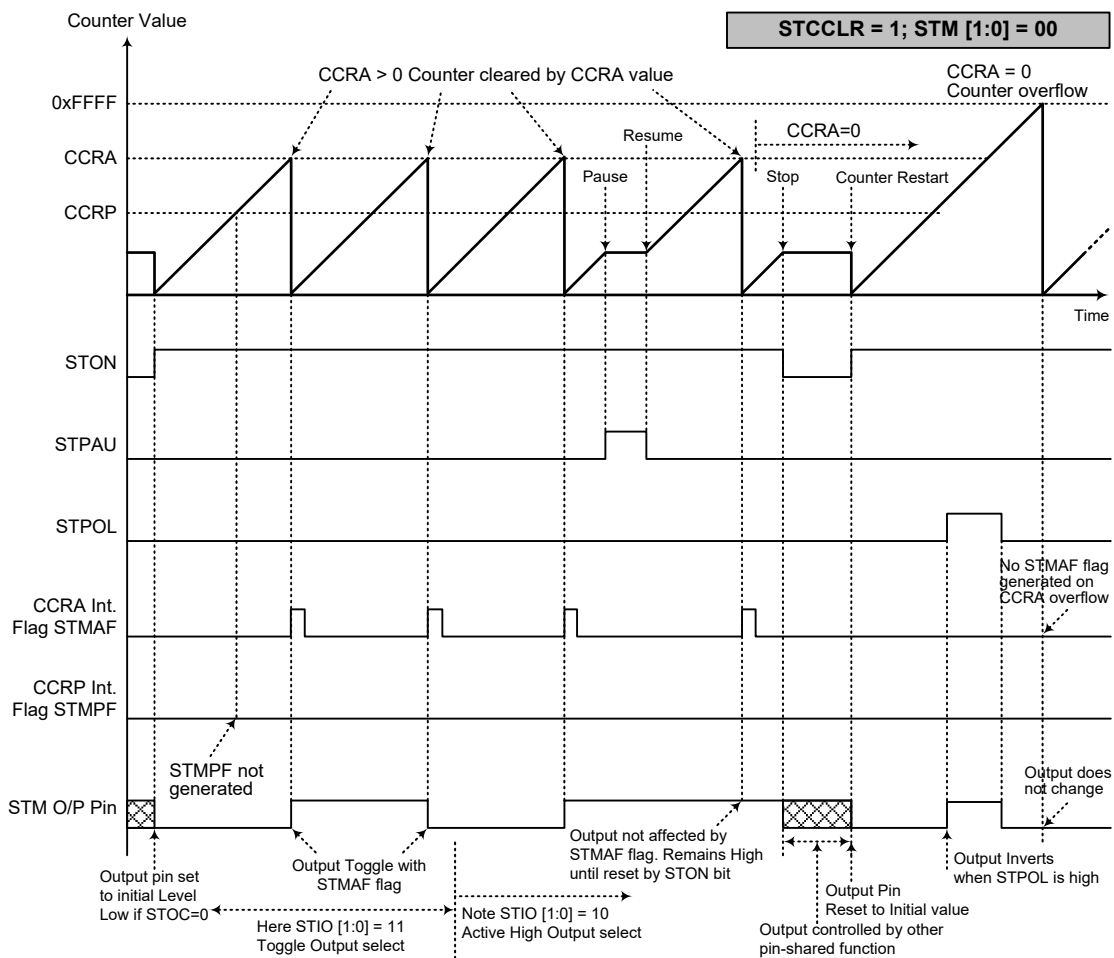 Counter Value
STCCLR = 1; STM [1:0] = 00
CCRA > 0 Counter cleared by CCRA value
CCRA = 0
Counter overflow
0xFFFF
Resume
CCRA=0
CCRA
Pause
Stop
Counter Restart
CCRP
Time
STON
STPAU
STPOL
No STMAF flag
generated on
CCRA overflow
CCRA Int.
Flag STMAF
CCRP Int.
Flag STMPF
STMPF not
generated
Output does
not change
STM O/P Pin
Output pin set
to initial Level
Low if STOC=0
Output Toggle with
STMAF flag
Output not affected by
STMAF flag. Remains High
until reset by STON bit
Output Inverts
when STPOL is high
Here STIO [1:0] = 11
Toggle Output select
Note STIO [1:0] = 10
Active High Output select
Output Pin
Reset to Initial value
Output controlled by other
pin-shared function